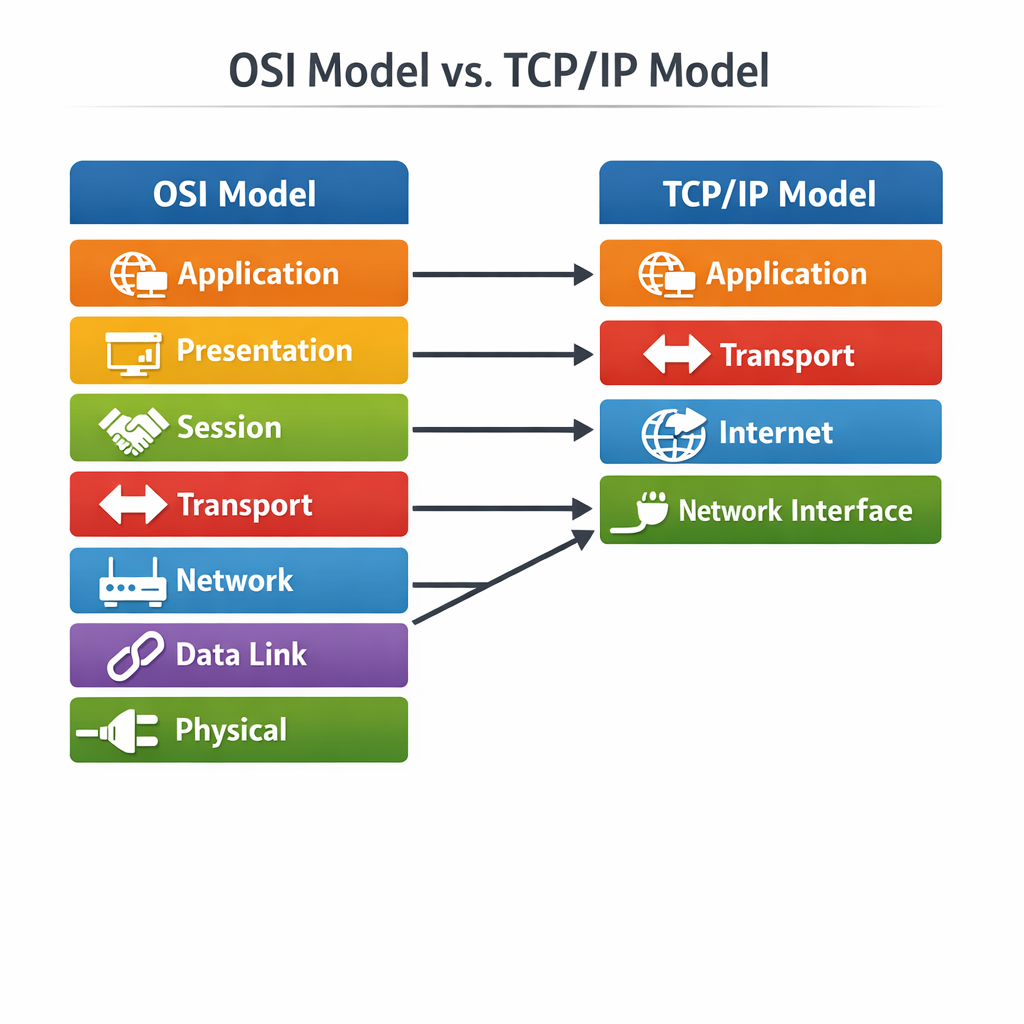 OSI Model vs. TCP/IP Model
OSI Model
Application
Presentation
Session
Transport
Network
Data Link
Physical
TCP/IP Model
Application
Transport
Internet
Network Interface